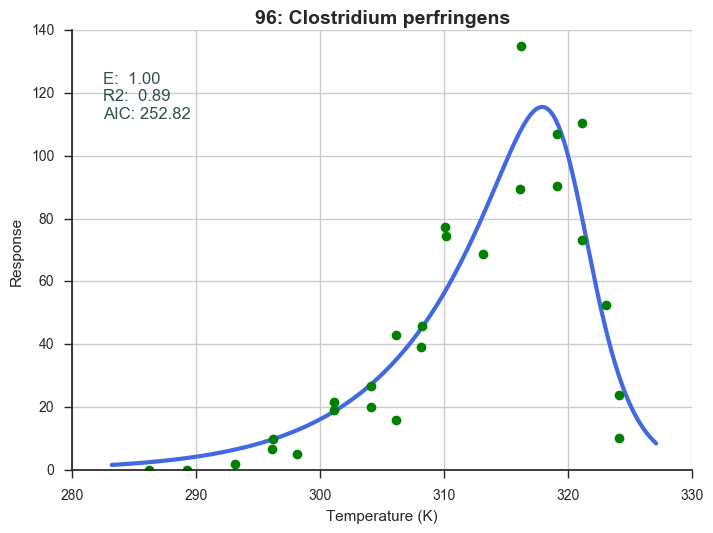 96: Clostridium perfringens
E: 1.00
R2: 0.89
AIC: 252.82
Response
140
120
100
80
60
40
20
0
280 290 300 310 320 330
Temperature (K)